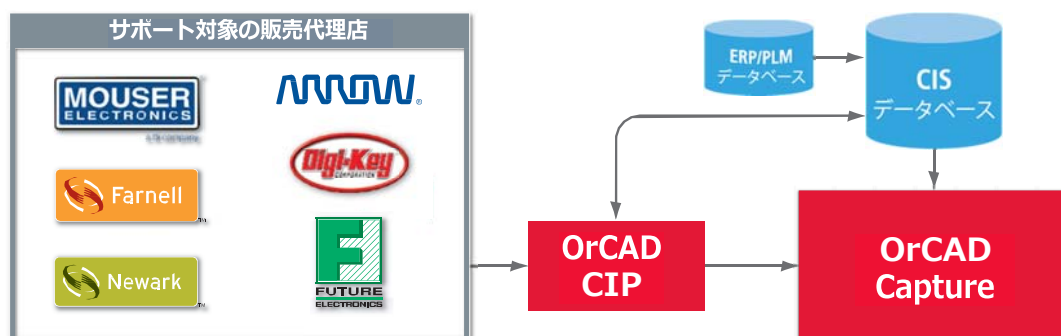 サポート対象の販売代理店
MOUSER
ELECTRONICS
ARROW
Digi-Key
CORPORATION
Farnell
Newark
F
FUTURE
ELECTRONICS
ERP/PLM
データベース
CIS
データベース
OrCAD
CIP
OrCAD
Capture